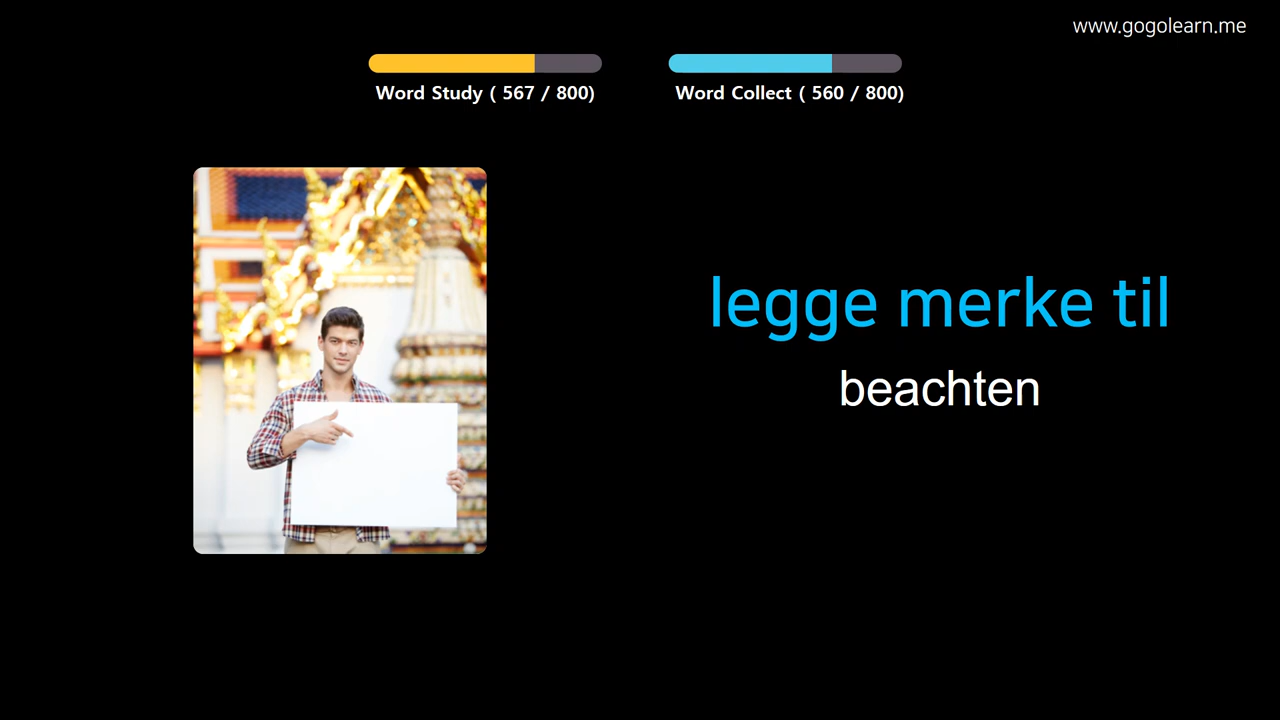 www.gogolearn.me
Word Study ( 567 / 800)
Word Collect ( 560 / 800)
legge merke til
beachten